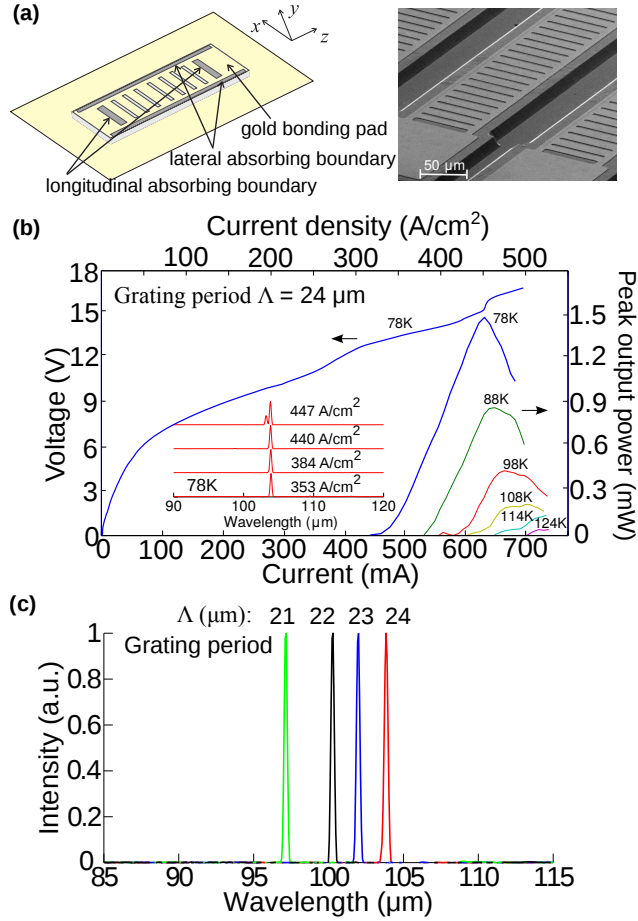 (a)
x
y
z
gold bonding pad
lateral absorbing boundary
longitudinal absorbing boundary
50 µm
(b)
Current density (A/cm²)
0 100 200 300 400 500
Grating period Λ = 24 µm
Voltage (V)
18
15
12
9
6
3
0
78K
78K
88K
98K
108K
114K
124K
1.5
1.2
0.9
0.6
0.3
0
Peak output power (mW)
447 A/cm²
440 A/cm²
384 A/cm²
353 A/cm²
78K
90 100 110 120
Wavelength (µm)
0 100 200 300 400 500 600 700
Current (mA)
(c)
Λ (µm): 21 22 23 24
Grating period
Intensity (a.u.)
1
0.8
0.6
0.4
0.2
0
85 90 95 100 105 110 115
Wavelength (µm)